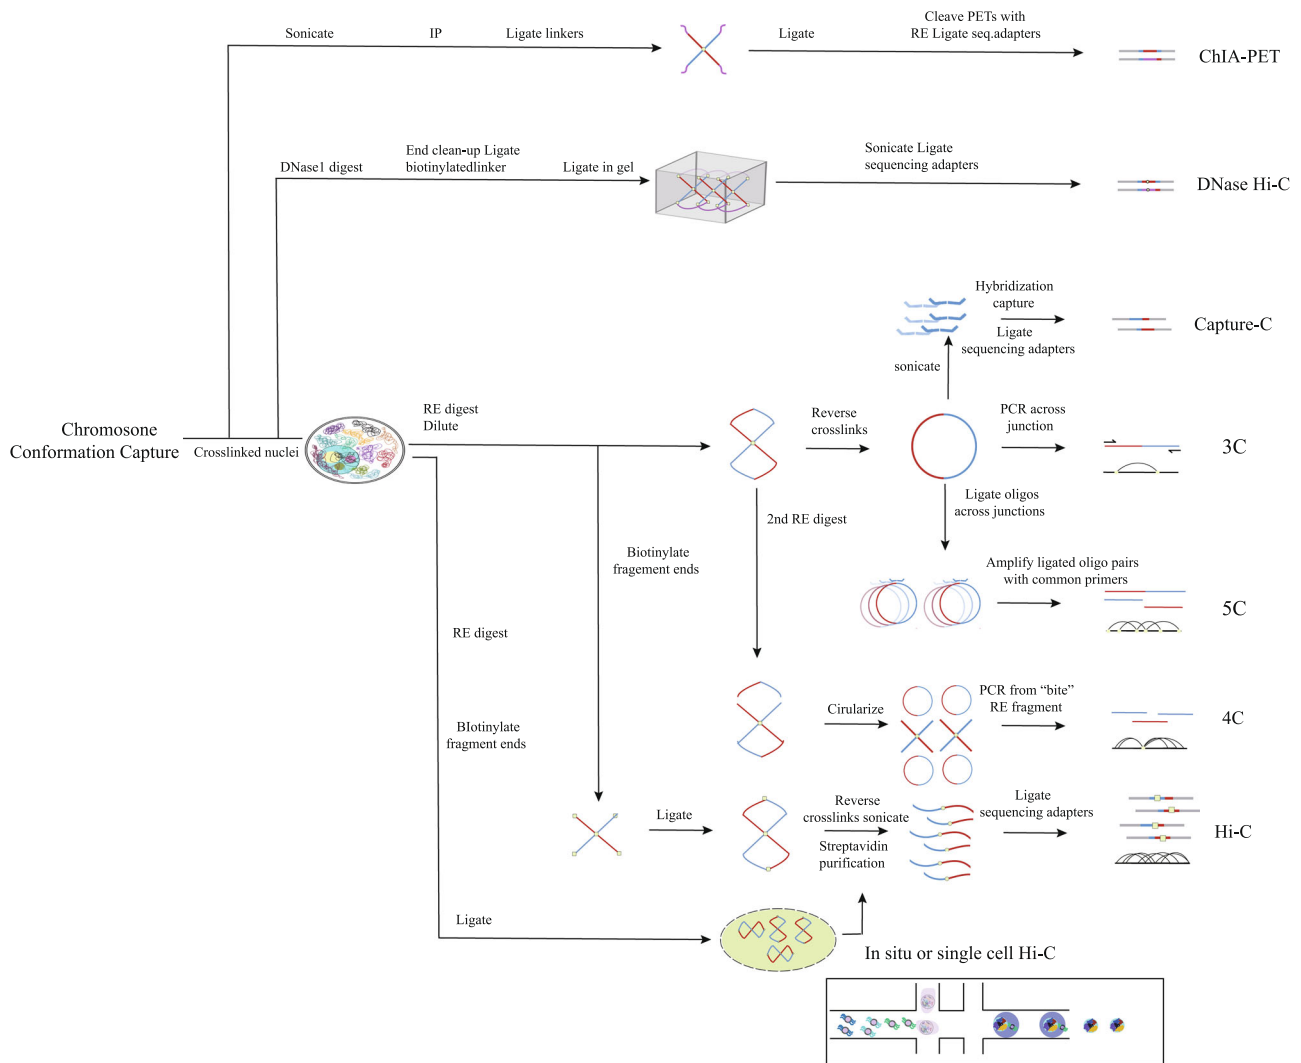 Sonicate
IP
Ligate linkers
Ligate
Cleave PETs with
RE Ligate seq.adapters
ChIA-PET
DNase1 digest
End clean-up Ligate
biotinylatedlinker
Ligate in gel
Sonicate Ligate
sequencing adapters
DNase Hi-C
Hybridization
capture
Ligate
sequencing adapters
Capture-C
sonicate
Chromosone
Conformation Capture
Crosslinked nuclei
RE digest
Dilute
Reverse
crosslinks
PCR across
junction
3C
2nd RE digest
Ligate oligos
across junctions
Biotinylate
fragement ends
Amplify ligated oligo pairs
with common primers
5C
RE digest
BIotinylate
fragment ends
Cirularize
PCR from “bite”
RE fragment
4C
Ligate
Reverse
crosslinks sonicate
Streptavidin
purification
Ligate
sequencing adapters
Hi-C
Ligate
In situ or single cell Hi-C